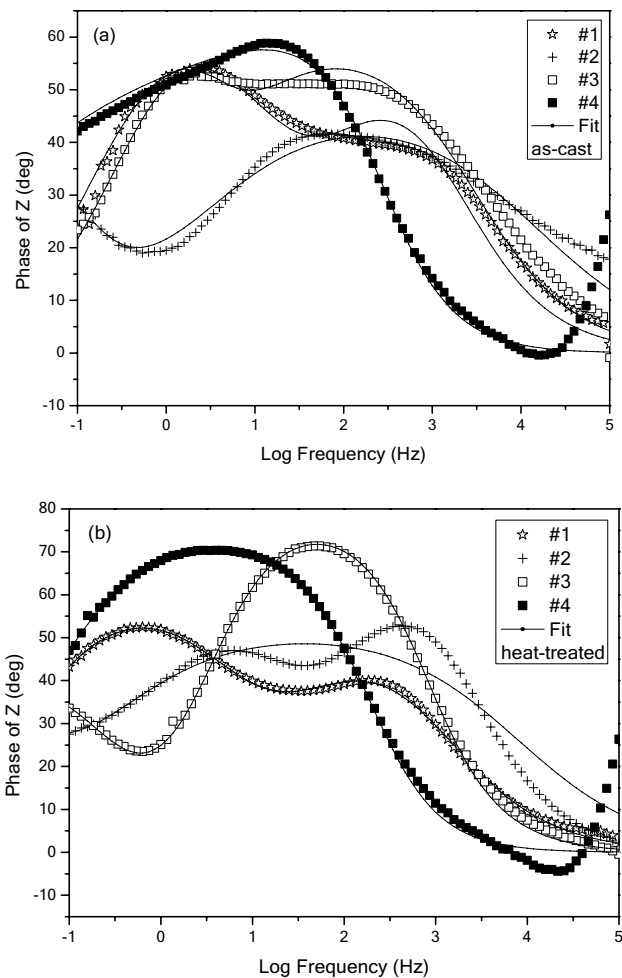 (a)
#1
#2
#3
#4
Fit
as-cast
60
50
40
30
20
10
0
-10
Phase of Z (deg)
-1 0 1 2 3 4 5
Log Frequency (Hz)
(b)
#1
#2
#3
#4
Fit
heat-treated
80
70
60
50
40
30
20
10
0
-10
Phase of Z (deg)
-1 0 1 2 3 4 5
Log Frequency (Hz)